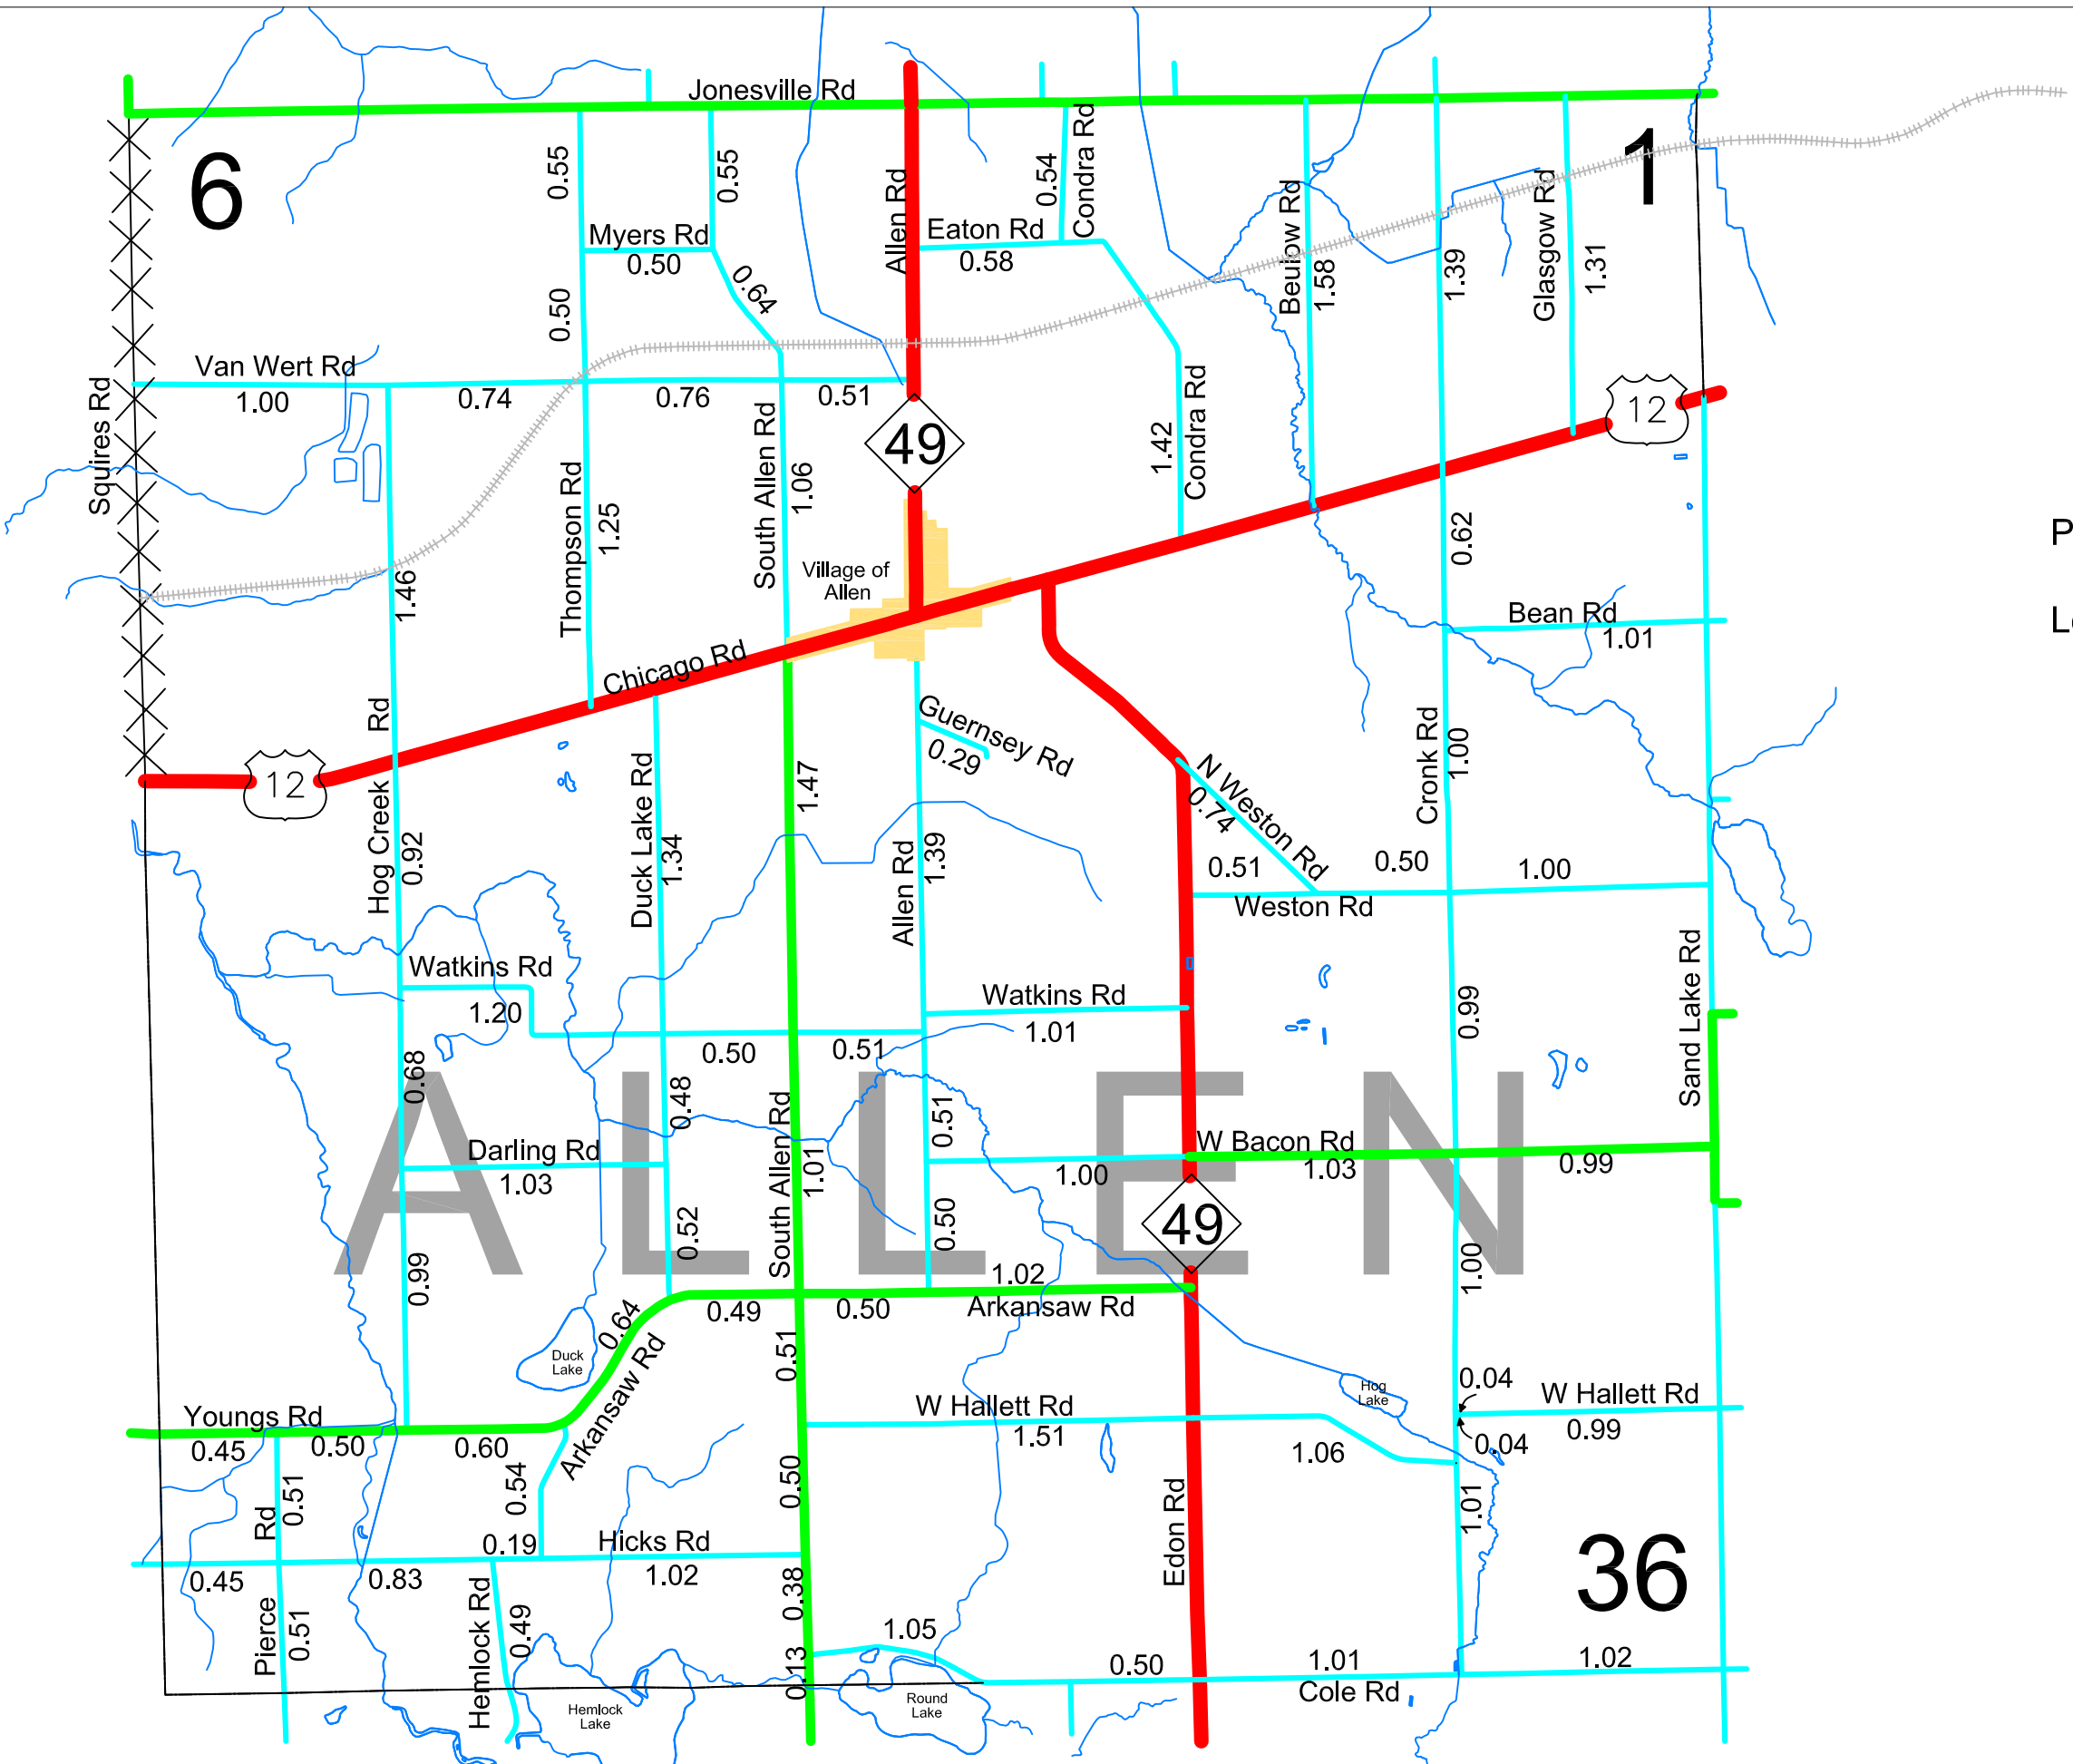 Jonesville Rd
6
1
0.55
0.55
Allen Rd
0.54
Condra Rd
Myers Rd
0.50
0.64
Eaton Rd
0.58
Beulow Rd
1.58
1.39
Glasgow Rd
1.31
0.50
Van Wert Rd
1.00
0.74
0.76
0.51
Squires Rd
12
49
South Allen Rd
1.06
1.42
Condra Rd
Thompson Rd
1.25
0.62
P
Village of
Allen
1.46
Bean Rd
1.01
L
Chicago Rd
Hog Creek Rd
Guernsey Rd
0.29
12
Duck Lake Rd
1.34
1.47
N Weston Rd
0.74
Cronk Rd
1.00
0.92
Allen Rd
1.39
0.51
0.50
1.00
Weston Rd
Watkins Rd
1.20
Watkins Rd
1.01
0.99
Sand Lake Rd
0.50
0.51
0.68
0.48
0.51
ALLEN
South Allen Rd
1.01
W Bacon Rd
1.03
0.99
Darling Rd
1.03
1.00
0.52
0.50
49
0.99
1.00
1.02
Arkansaw Rd
0.49
0.50
0.64
Arkansaw Rd
Duck
Lake
0.51
Hog
Lake
0.04
W Hallett Rd
0.99
0.04
W Hallett Rd
1.51
1.06
Youngs Rd
0.45
0.50
0.60
0.54
0.51
0.50
1.01
Edon Rd
Pierce Rd
0.19
Hicks Rd
1.02
0.45
0.83
36
0.51
Hemlock Rd
0.49
0.38
1.05
0.13
0.50
1.01
1.02
Cole Rd
Hemlock
Lake
Round
Lake